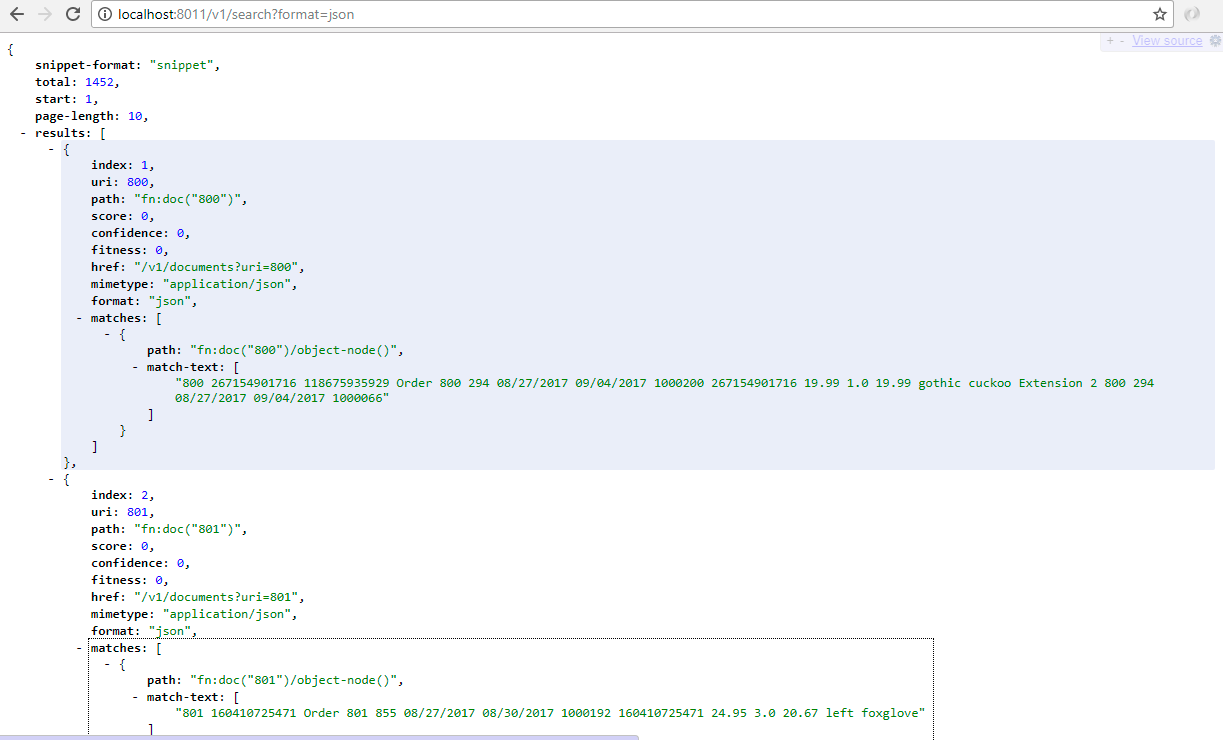 localhost:8011/v1/search?format=json
+ - View source
{
snippet-format: "snippet",
total: 1452,
start: 1,
page-length: 10,
- results: [
- {
index: 1,
uri: 800,
path: "fn:doc("800")",
score: 0,
confidence: 0,
fitness: 0,
href: "/v1/documents?uri=800",
mimetype: "application/json",
format: "json",
- matches: [
- {
path: "fn:doc("800")/object-node()",
- match-text: [
"800 267154901716 118675935929 Order 800 294 08/27/2017 09/04/2017 1000200 267154901716 19.99 1.0 19.99 gothic cuckoo Extension 2 800 294
08/27/2017 09/04/2017 1000066"
]
}
]
},
- {
index: 2,
uri: 801,
path: "fn:doc("801")",
score: 0,
confidence: 0,
fitness: 0,
href: "/v1/documents?uri=801",
mimetype: "application/json",
format: "json",
- matches: [
- {
path: "fn:doc("801")/object-node()",
- match-text: [
"801 160410725471 Order 801 855 08/27/2017 08/30/2017 1000192 160410725471 24.95 3.0 20.67 left foxglove"
]